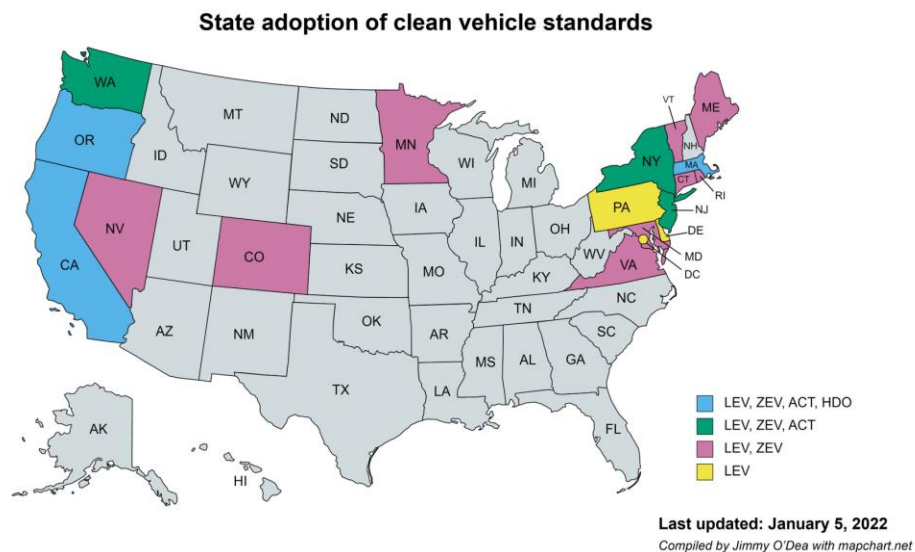 State adoption of clean vehicle standards
WA
OR
CA
NV
ID
MT
WY
UT
AZ
CO
NM
ND
SD
NE
KS
OK
TX
MN
IA
MO
AR
LA
WI
IL
MI
IN
OH
KY
TN
MS
AL
GA
FL
SC
NC
VA
WV
PA
NY
VT
NH
ME
MA
CT
RI
NJ
DE
MD
DC
AK
HI
LEV, ZEV, ACT, HDO
LEV, ZEV, ACT
LEV, ZEV
LEV
Last updated: January 5, 2022
Compiled by Jimmy O'Dea with mapchart.net